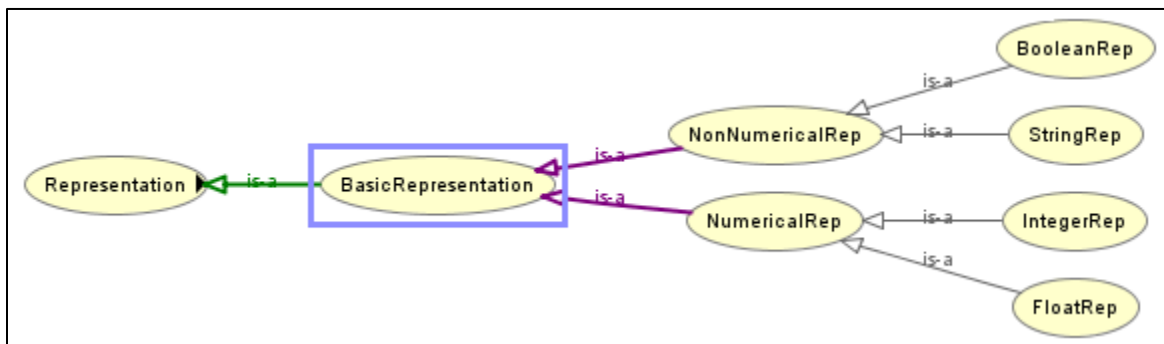 BooleanRep
is-a
NonNumericalRep
is-a
StringRep
is-a
Representation
is-a
BasicRepresentation
is-a
NumericalRep
is-a
IntegerRep
is-a
FloatRep